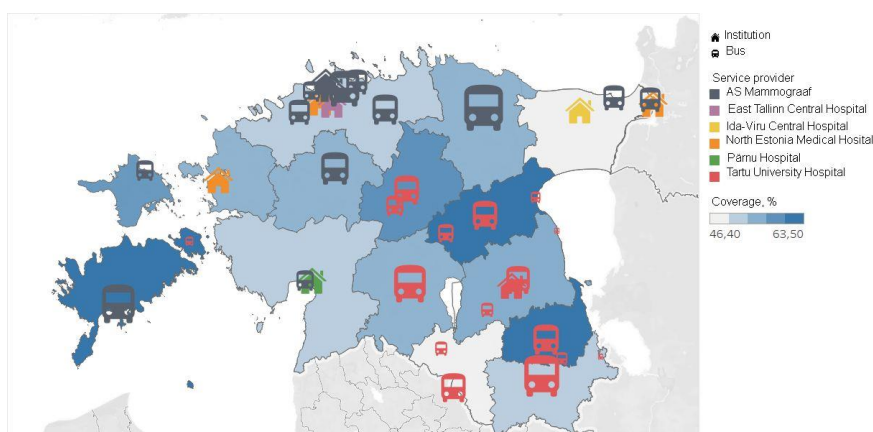 Institution
Bus
Service provider
AS Mammograaf
East Tallinn Central Hospital
Ida-Viru Central Hospital
North Estonia Medical Hosital
Pärnu Hospital
Tartu University Hospital
Coverage, %
46,40 63,50